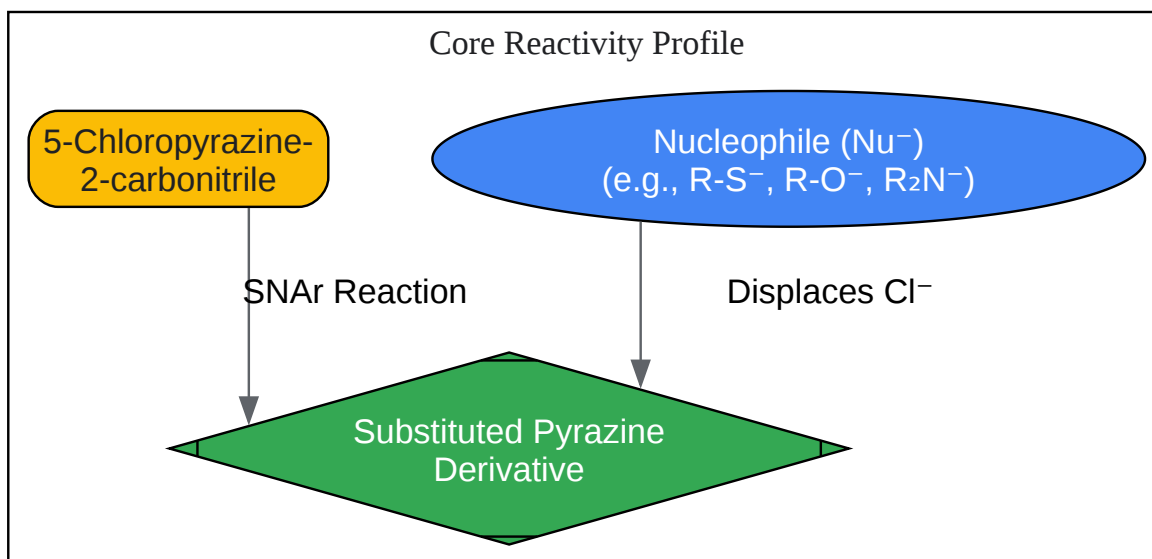 Core Reactivity Profile
5-Chloropyrazine-
2-carbonitrile
Nucleophile (Nu⁻)
(e.g., R-S⁻, R-O⁻, R₂N⁻)
SNAr Reaction
Displaces Cl⁻
Substituted Pyrazine
Derivative